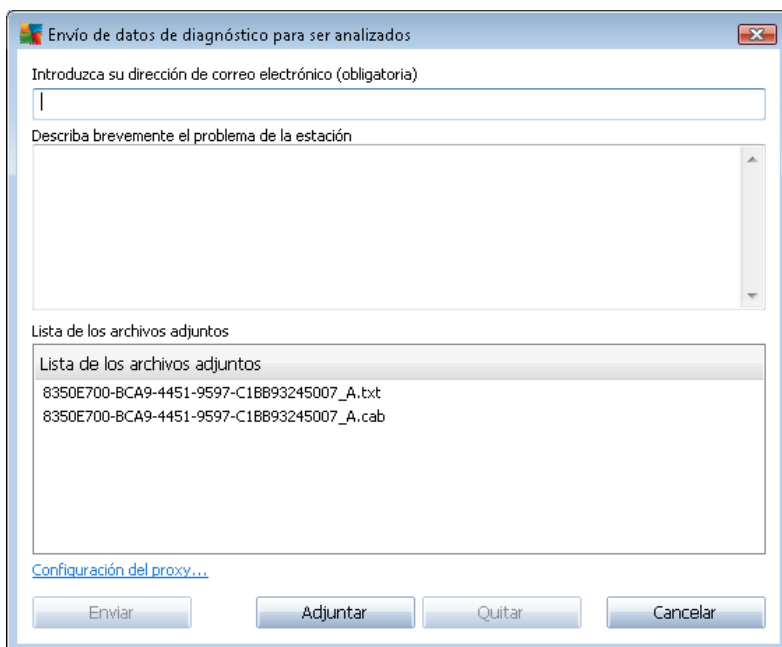 Envío de datos de diagnóstico para ser analizados
Introduzca su dirección de correo electrónico (obligatoria)
Describa brevemente el problema de la estación
Lista de los archivos adjuntos
Lista de los archivos adjuntos
8350E700-BCA9-4451-9597-C1BB93245007_A.txt
8350E700-BCA9-4451-9597-C1BB93245007_A.cab
Configuración del proxy...
Enviar Adjuntar Quitar Cancelar